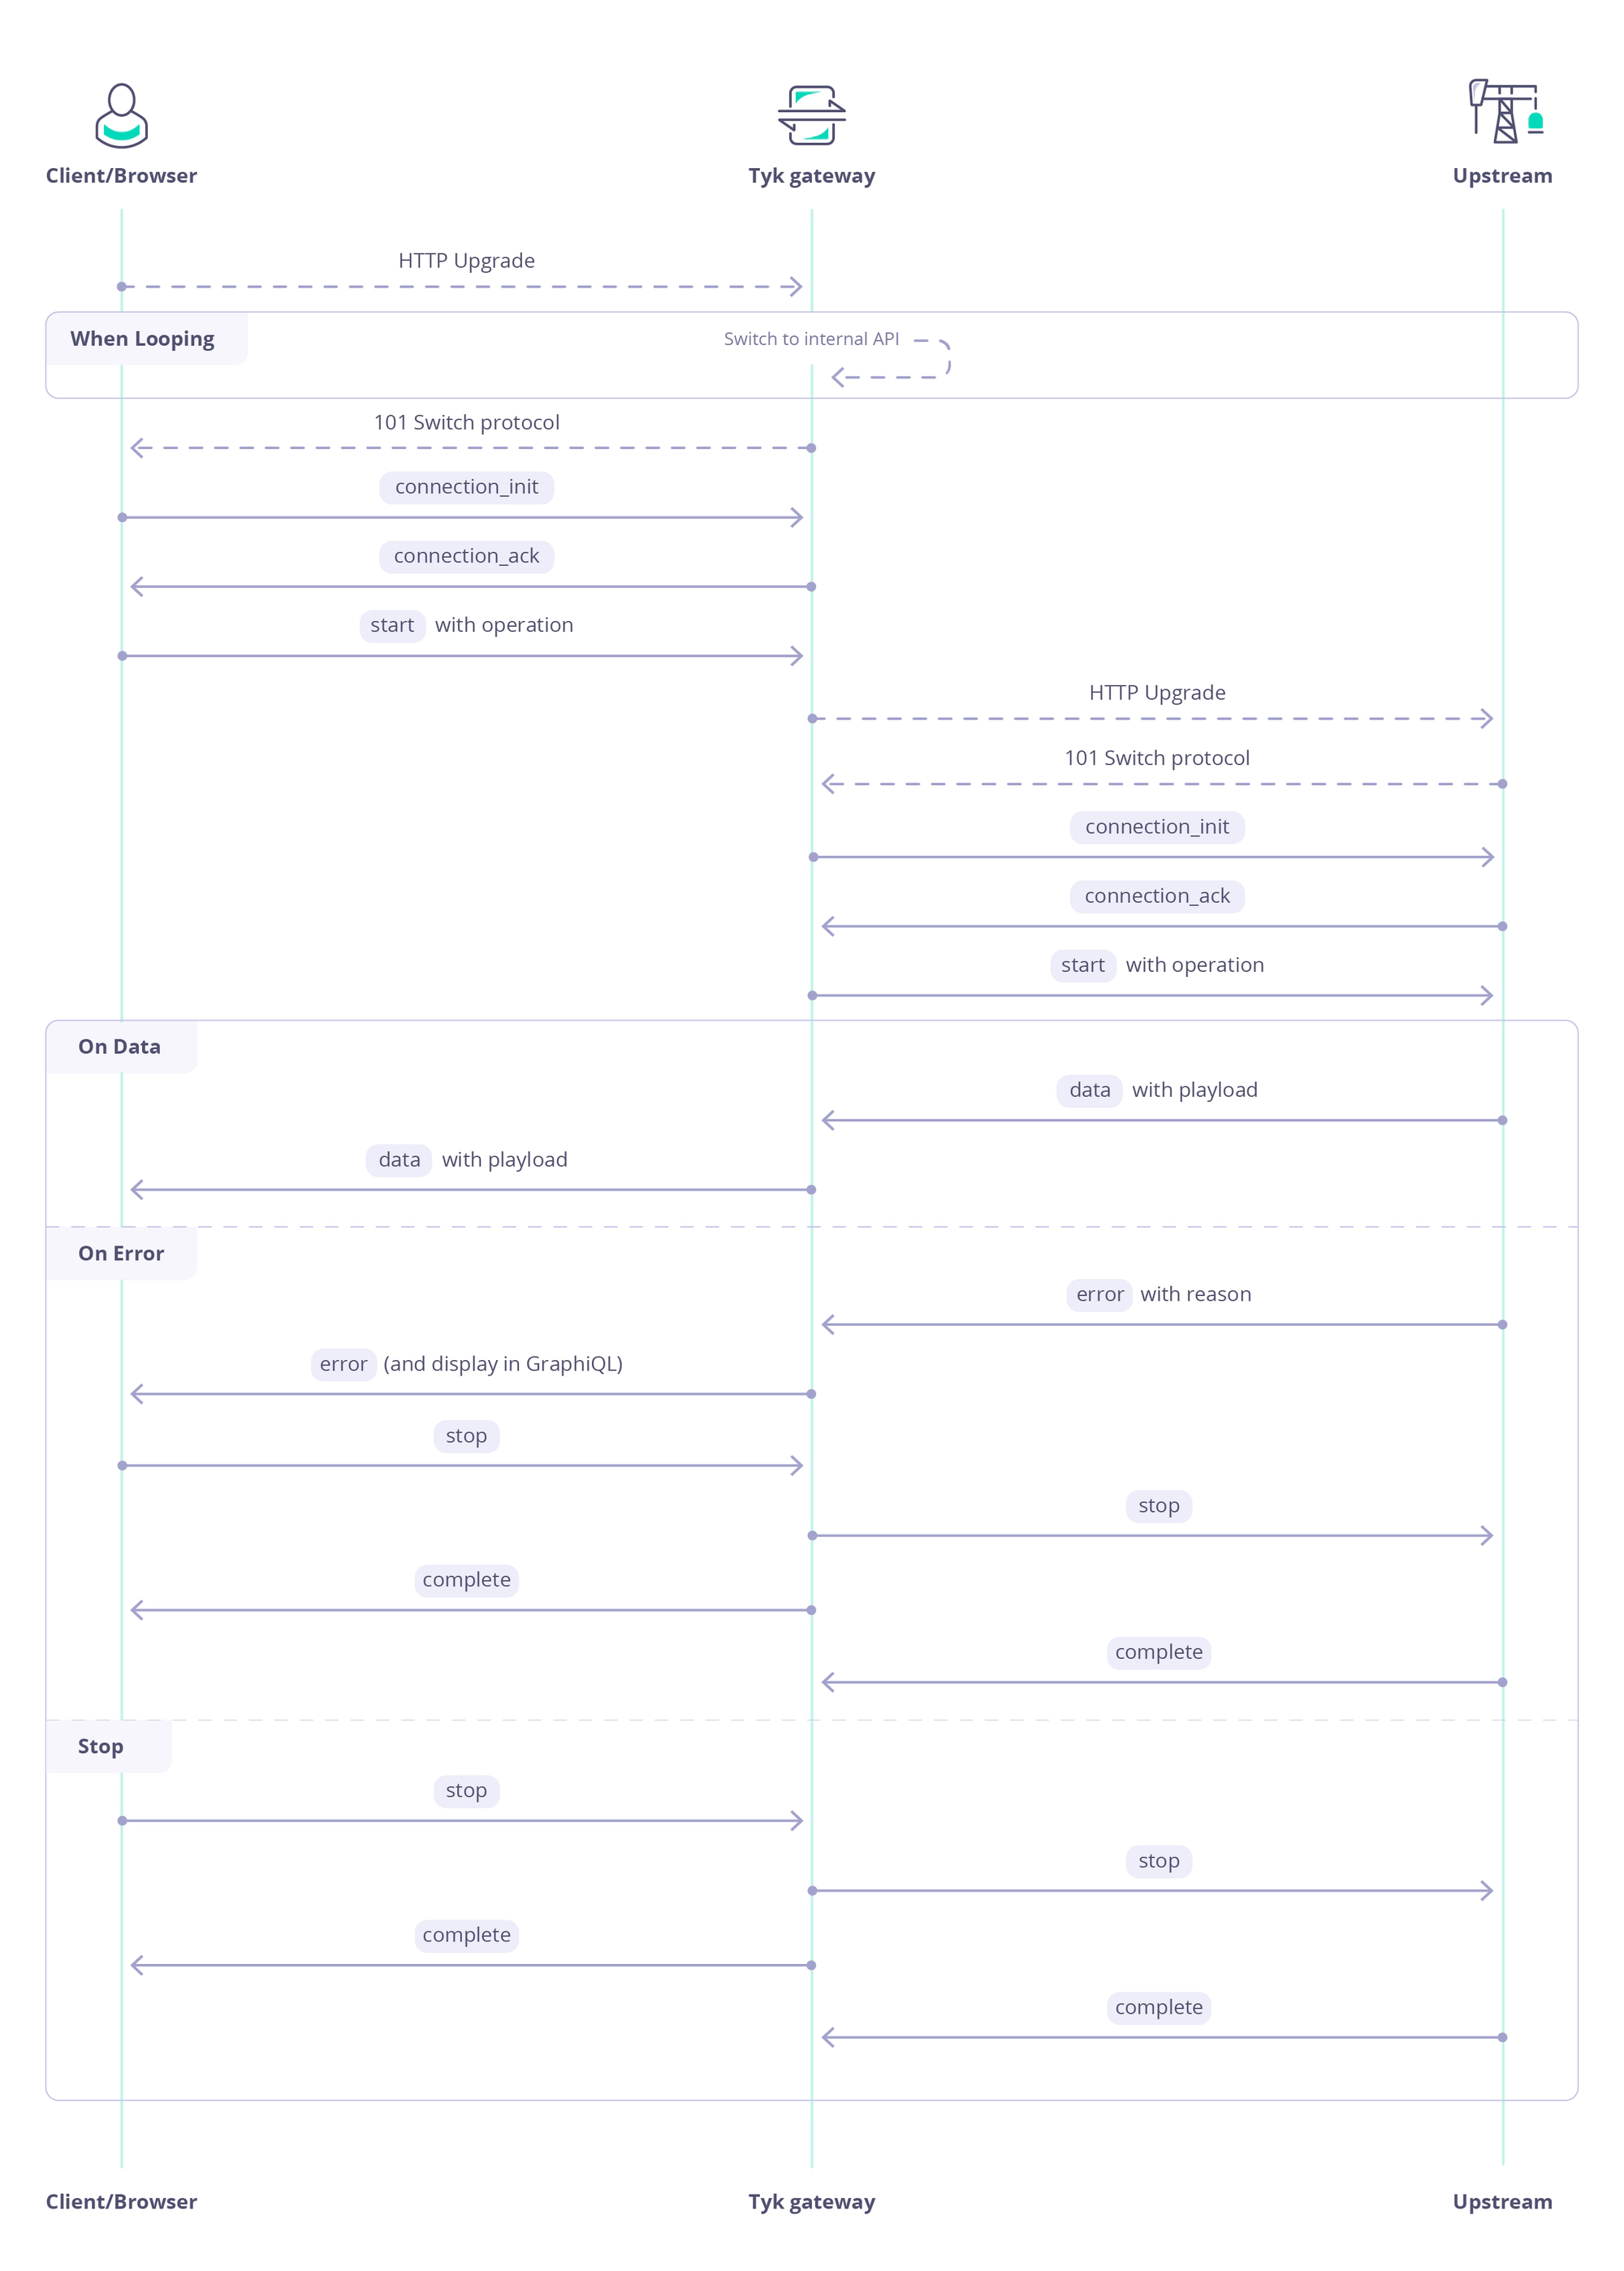 Client/Browser
Tyk gateway
Upstream
HTTP Upgrade
When Looping
Switch to internal API
101 Switch protocol
connection_init
connection_ack
start with operation
HTTP Upgrade
101 Switch protocol
connection_init
connection_ack
start with operation
On Data
data with playload
data with playload
On Error
error with reason
error (and display in GraphiQL)
stop
stop
complete
complete
Stop
stop
stop
complete
complete
Client/Browser
Tyk gateway
Upstream